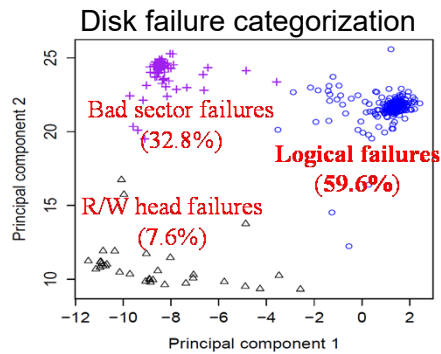 Disk failure categorization
Principal component 2
25
20
15
10
Bad sector failures
(32.8%)
Logical failures
(59.6%)
R/W head failures
(7.6%)
−12 −10 −8 −6 −4 −2 0 2 4
Principal component 1